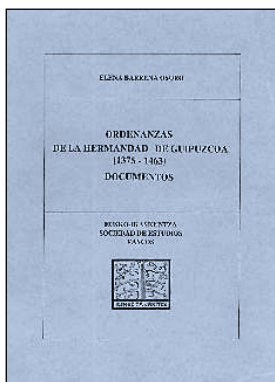 ELENA BARRENA OSORO
ORDENANZAS
DE LA HERMANDAD DE GUIPUZCOA
(1375 - 1463)
DOCUMENTOS
EUSKO-IKASKUNTZA
SOCIEDAD DE ESTUDIOS
VASCOS